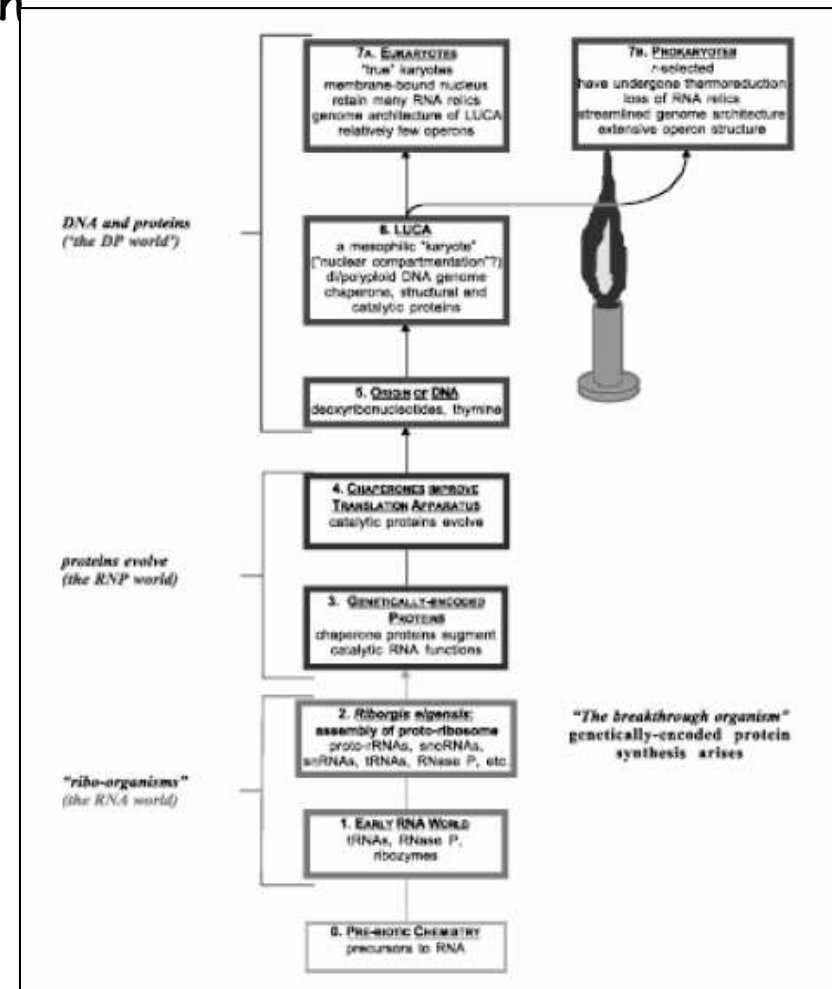 n
7A. EUKARYOTES
"true" karyotes
membrane-bound nucleus
retain many RNA relics
genome architecture of LUCA
relatively few operons
7B. PROKARYOTES
r-selected
have undergone thermoreduction
loss of RNA relics
streamlined genome architecture
extensive operon structure
DNA and proteins
('the DP world')
6. LUCA
a mesophilic "karyote"
("nuclear compartmentation"?)
di/polyploid DNA genome
chaperone, structural and
catalytic proteins
5. ORIGIN OF DNA
deoxyribonucleotides, thymine
4. CHAPERONES IMPROVE
TRANSLATION APPARATUS
catalytic proteins evolve
proteins evolve
(the RNP world)
3. GENETICALLY-ENCODED
PROTEINS
chaperone proteins augment
catalytic RNA functions
2. Riborgis eigensis:
assembly of proto-ribosome
proto-rRNAs, snoRNAs,
snRNAs, tRNAs, RNase P, etc.
"The breakthrough organism"
genetically-encoded protein
synthesis arises
"ribo-organisms"
(the RNA world)
1. EARLY RNA WORLD
tRNAs, RNase P,
ribozymes
0. PRE-BIOTIC CHEMISTRY
precursors to RNA